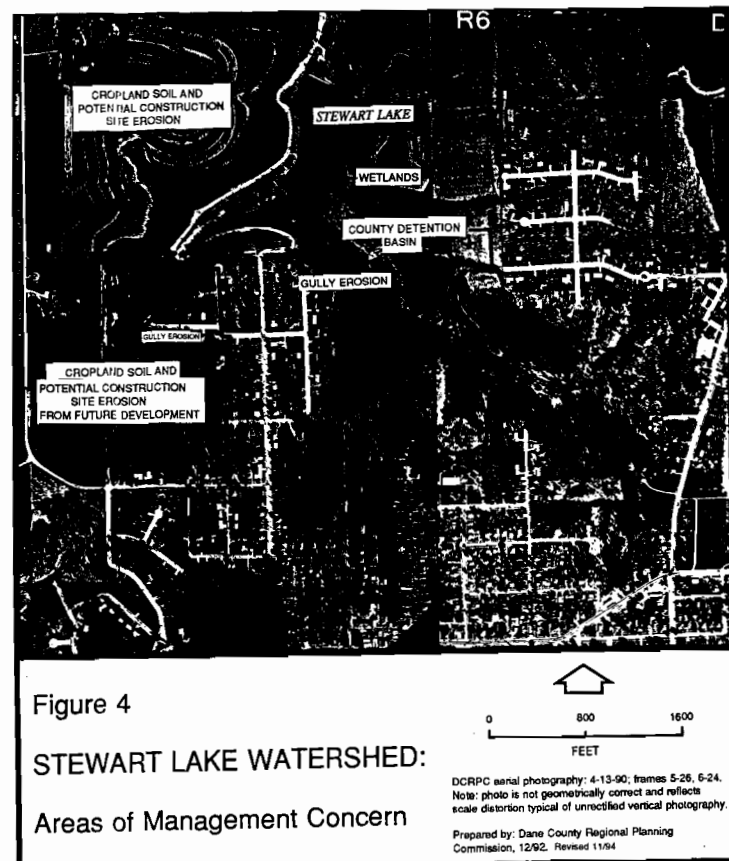 R6
D
CROPLAND SOIL AND
POTENTIAL CONSTRUCTION
SITE EROSION
STEWART LAKE
WETLANDS
COUNTY DETENTION
BASIN
GULLY EROSION
GULLY EROSION
CROPLAND SOIL AND
POTENTIAL CONSTRUCTION
SITE EROSION
FROM FUTURE DEVELOPMENT
Figure 4
STEWART LAKE WATERSHED:
Areas of Management Concern
0 800 1600
FEET
DCRPC aerial photography: 4-13-90; frames 5-26, 6-24.
Note: photo is not geometrically correct and reflects
scale distortion typical of unrectified vertical photography.
Prepared by: Dane County Regional Planning
Commission, 12/92. Revised 11/94